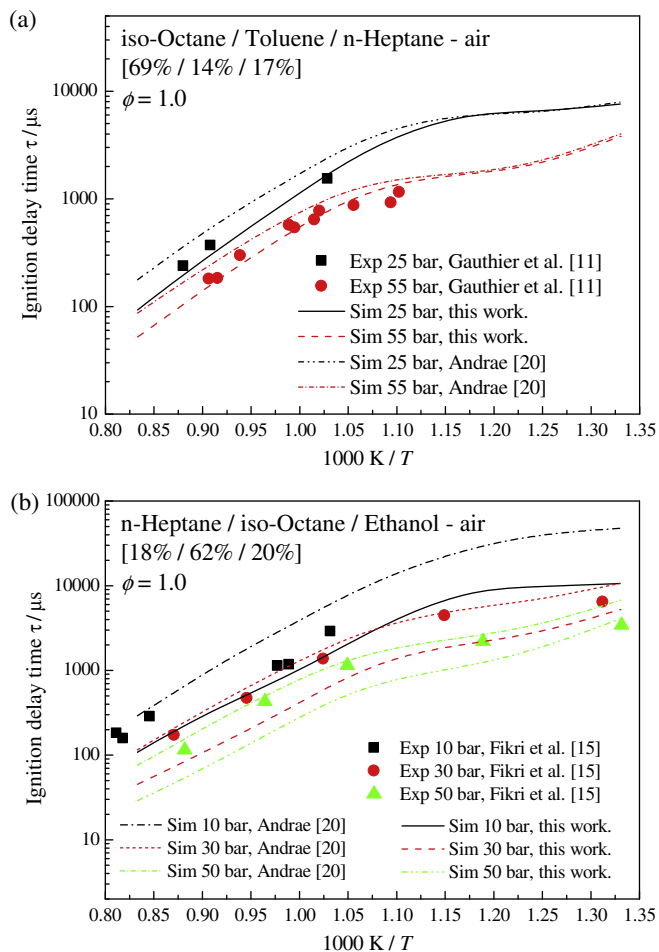 (a)
iso-Octane / Toluene / n-Heptane - air
[69% / 14% / 17%]
ϕ = 1.0
Ignition delay time τ / μs
10000
1000
100
10
Exp 25 bar, Gauthier et al. [11]
Exp 55 bar, Gauthier et al. [11]
Sim 25 bar, this work.
Sim 55 bar, this work.
Sim 25 bar, Andrae [20]
Sim 55 bar, Andrae [20]
0.80 0.85 0.90 0.95 1.00 1.05 1.10 1.15 1.20 1.25 1.30 1.35
1000 K / T
(b)
n-Heptane / iso-Octane / Ethanol - air
[18% / 62% / 20%]
ϕ = 1.0
Ignition delay time τ / μs
100000
10000
1000
100
10
Exp 10 bar, Fikri et al. [15]
Exp 30 bar, Fikri et al. [15]
Exp 50 bar, Fikri et al. [15]
Sim 10 bar, Andrae [20]
Sim 30 bar, Andrae [20]
Sim 50 bar, Andrae [20]
Sim 10 bar, this work.
Sim 30 bar, this work.
Sim 50 bar, this work.
0.80 0.85 0.90 0.95 1.00 1.05 1.10 1.15 1.20 1.25 1.30 1.35
1000 K / T